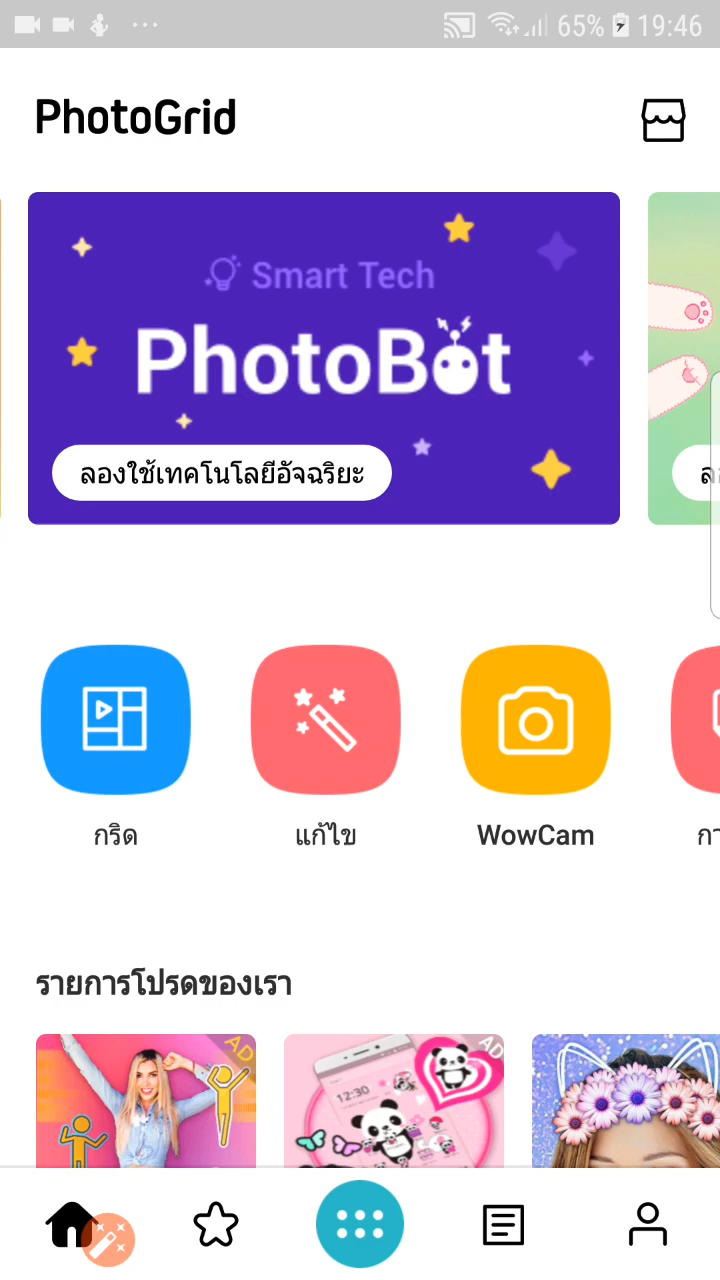 65% 19:46
PhotoGrid
Smart Tech
PhotoBot
ลองใช้เทคโนโลยีอัจฉริยะ
กริด
แก้ไข
WowCam
รายการโปรดของเรา
AD
12:30
AD